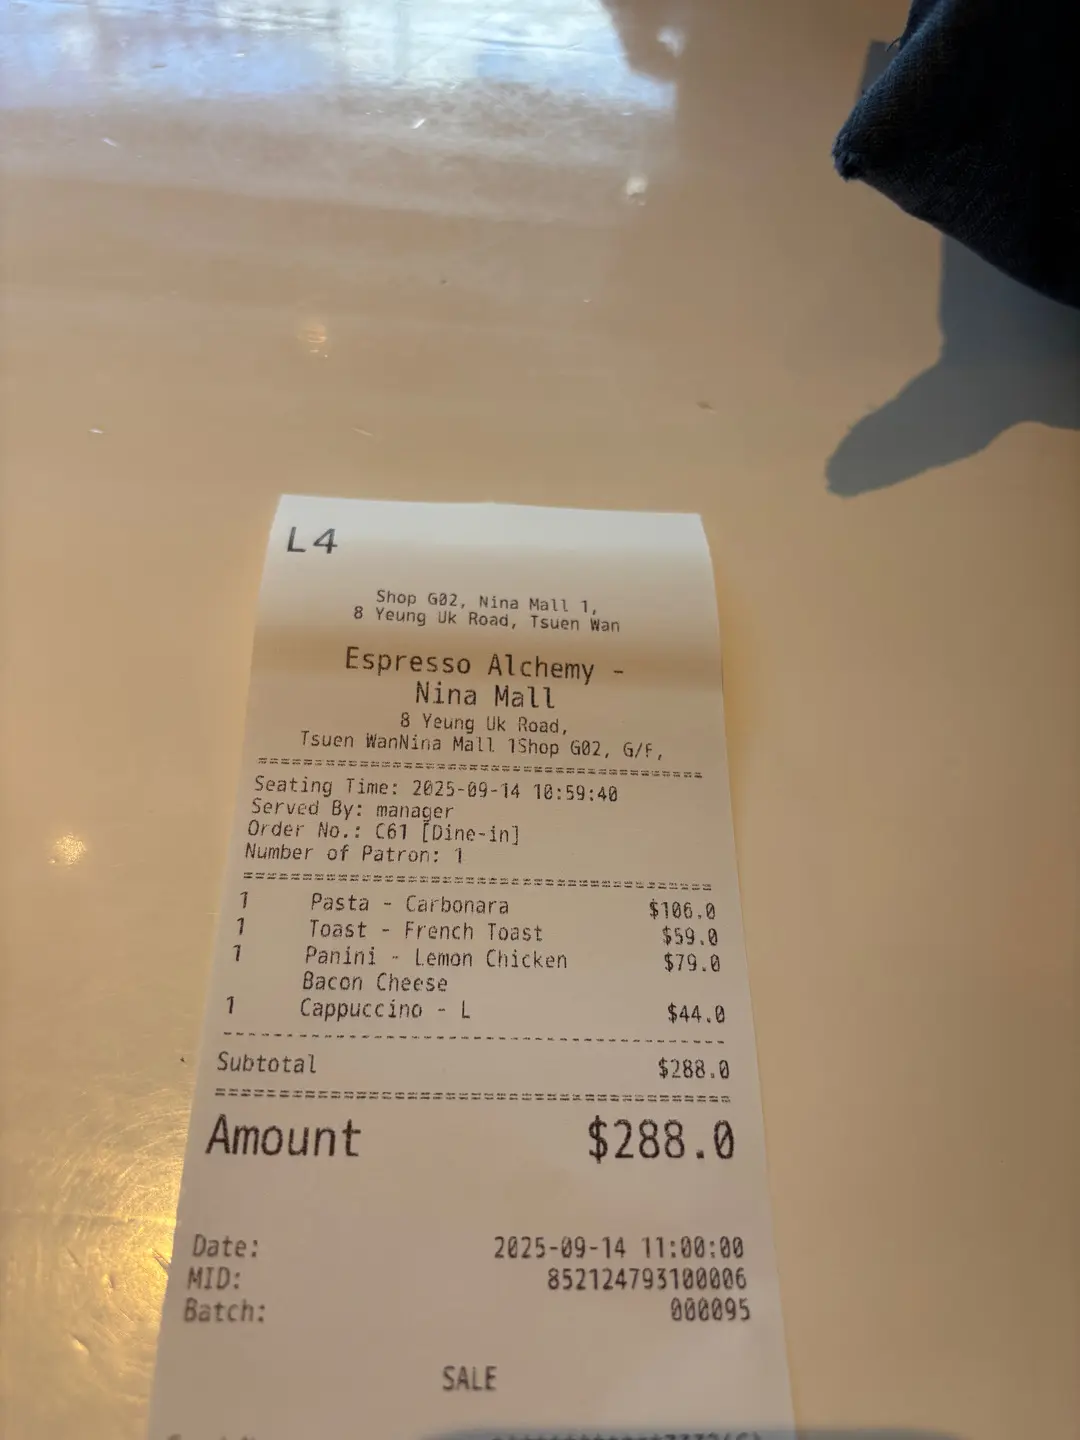 L4
Shop G02, Nina Mall 1,
8 Yeung Uk Road, Tsuen Wan
Espresso Alchemy -
Nina Mall
8 Yeung Uk Road,
Tsuen WanNina Mall 1Shop G02, G/F,
Seating Time: 2025-09-14 10:59:40
Served By: manager
Order No.: C61 [Dine-in]
Number of Patron: 1
1 Pasta - Carbonara $106.0
1 Toast - French Toast $59.0
1 Panini - Lemon Chicken $79.0
Bacon Cheese
1 Cappuccino - L $44.0
Subtotal $288.0
Amount $288.0
Date: 2025-09-14 11:00:00
MID: 852124793100006
Batch: 000095
SALE